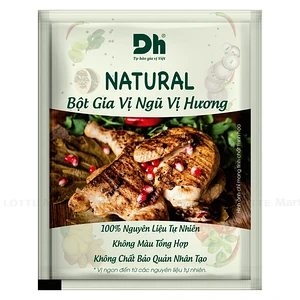 Dh
Tự hào gia vị Việt
NATURAL
Bột Gia Vị Ngũ Vị Hương
100% Nguyên Liệu Tự Nhiên
Không Màu Tổng Hợp
Không Chất Bảo Quản Nhân Tạo
* Vị ngon đến từ các nguyên liệu tự nhiên.